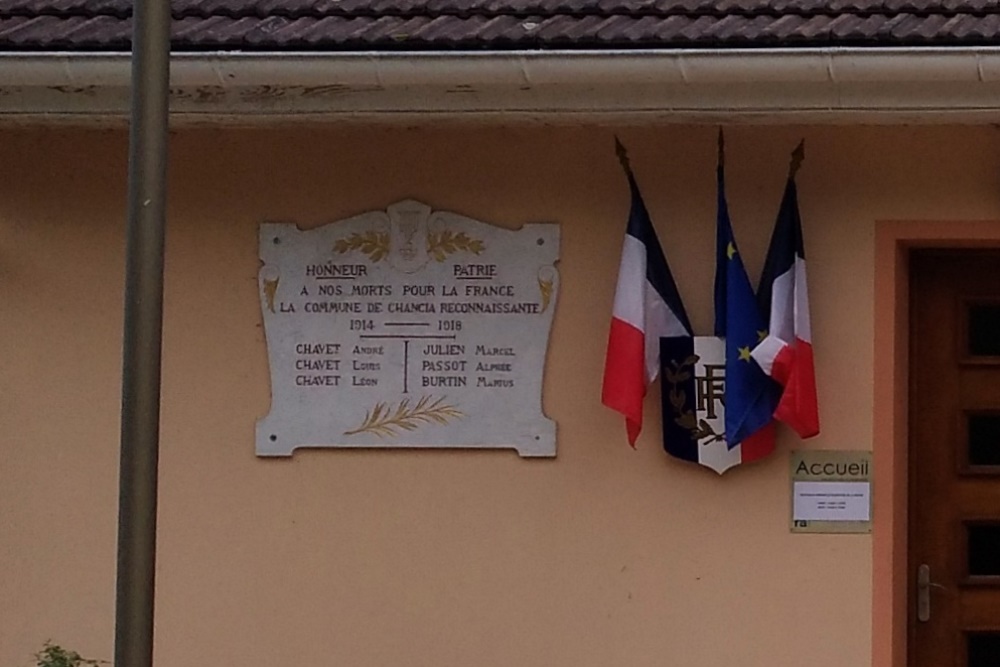 HONNEUR PATRIE
A NOS MORTS POUR LA FRANCE
LA COMMUNE DE CHANCIA RECONNAISSANTE
1914 — 1918
CHAVET ANDRÉ
CHAVET LOUIS
CHAVET LÉON
JULIEN MARCEL
PASSOT ALPHÉE
BURTIN MARIUS
RF
Accueil